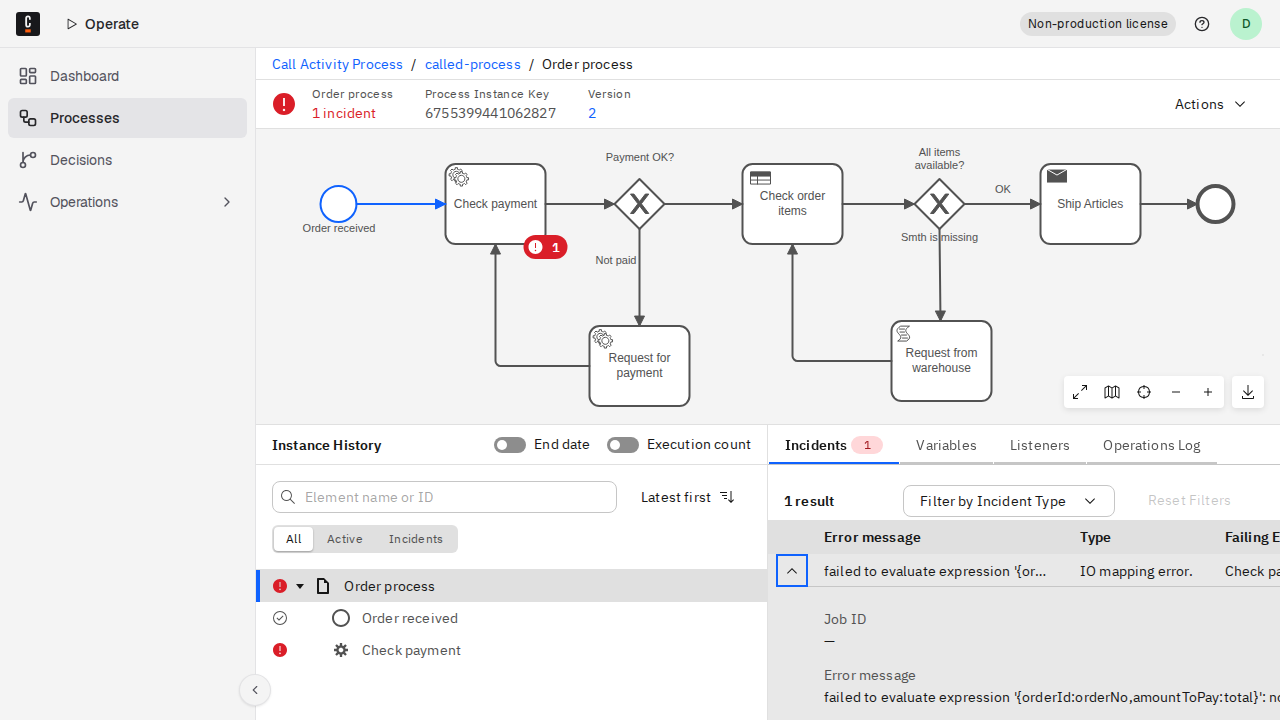 Operate
Non-production license
D
Dashboard
Processes
Decisions
Operations
Call Activity Process / called-process / Order process
Order process
1 incident
Process Instance Key
6755399441062827
Version
2
Actions
Order received
Check payment
1
Payment OK?
Not paid
Request for
payment
Check order
items
All items
available?
OK
Smth is missing
Request from
warehouse
Ship Articles
Instance History
End date
Execution count
Element name or ID
Latest first
All
Active
Incidents
Order process
Order received
Check payment
Incidents 1
Variables
Listeners
Operations Log
1 result
Filter by Incident Type
Reset Filters
Error message
Type
Failing E
failed to evaluate expression '{or...
IO mapping error.
Check pa
Job ID
—
Error message
failed to evaluate expression '{orderId:orderNo,amountToPay:total}': no